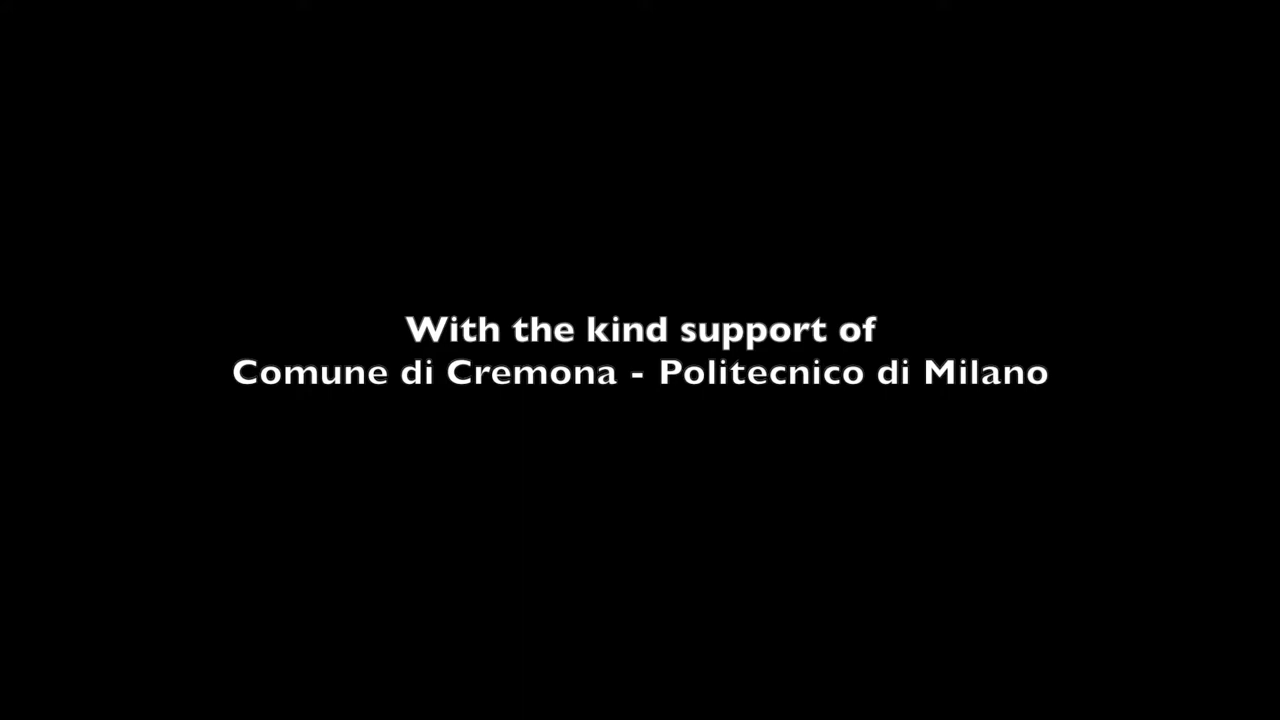 With the kind support of
Comune di Cremona - Politecnico di Milano